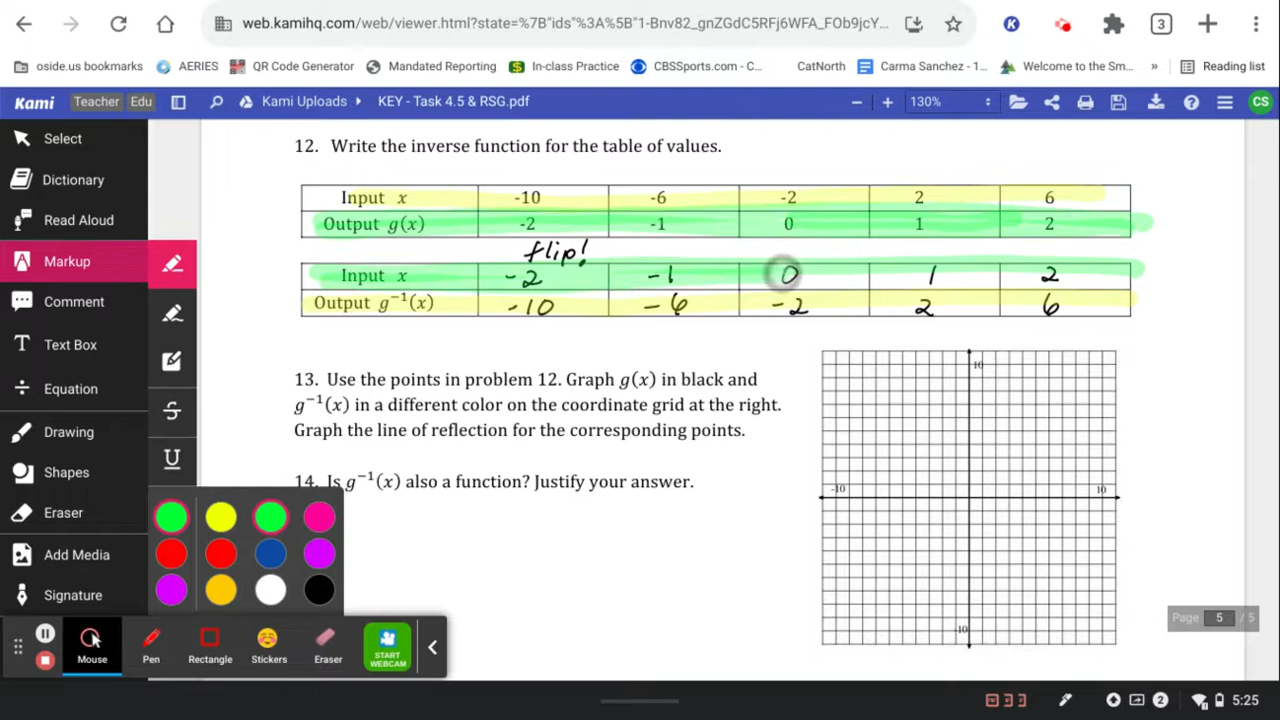 web.kamihq.com/web/viewer.html?state=%7B"ids"%3A%5B"1-Bnv82_gnZGdC5RFj6WFA_FOb9jcY...
3
oside.us bookmarks AERIES QR Code Generator Mandated Reporting In-class Practice CBSSports.com - C... CatNorth Carma Sanchez - 1... Welcome to the Sm... » Reading list
Kami Teacher Edu Kami Uploads KEY - Task 4.5 & RSG.pdf 130% CS
Select
Dictionary
Read Aloud
Markup
Comment
Text Box
Equation
Drawing
Shapes
Eraser
Add Media
Signature
12. Write the inverse function for the table of values.
Input x -10 -6 -2 2 6
Output g(x) -2 -1 0 1 2
flip!
Input x -2 -1 0 1 2
Output g⁻¹(x) -10 -6 -2 2 6
13. Use the points in problem 12. Graph g(x) in black and
g⁻¹(x) in a different color on the coordinate grid at the right.
Graph the line of reflection for the corresponding points.
14. Is g⁻¹(x) also a function? Justify your answer.
10
-10 10
-10
Page 5 / 5
Mouse Pen Rectangle Stickers Eraser START WEBCAM
2 5:25